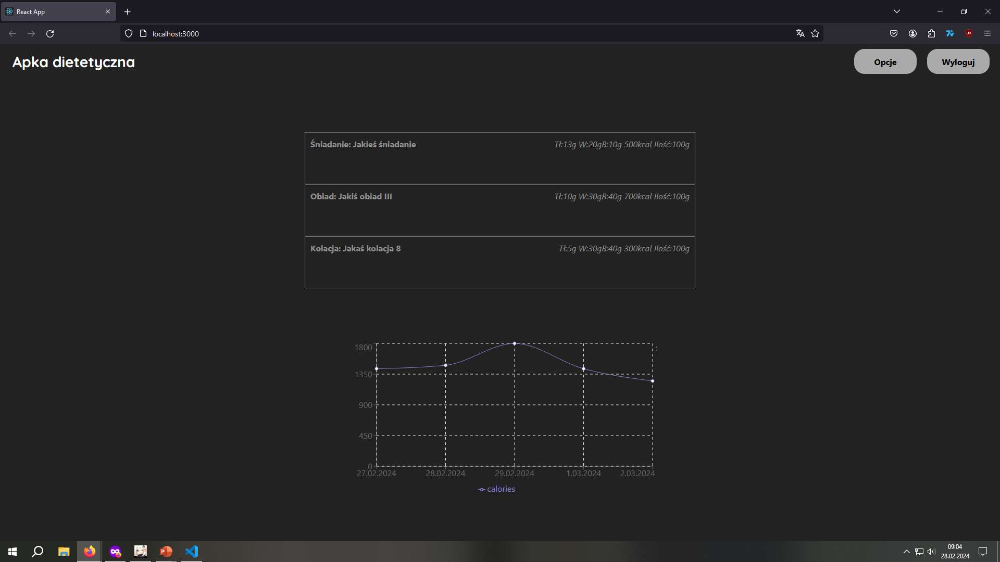 React App
localhost:3000
Apka dietetyczna
Opcje
Wyloguj
Śniadanie: Jakieś śniadanie
Tł:13g W:20gB:10g 500kcal Ilość:100g
Obiad: Jakiś obiad III
Tł:10g W:30gB:40g 700kcal Ilość:100g
Kolacja: Jakaś kolacja 8
Tł:5g W:30gB:40g 300kcal Ilość:100g
1800
;
1350
900
450
0
27.02.2024 28.02.2024 29.02.2024 1.03.2024 2.03.2024
calories
09:04
28.02.2024